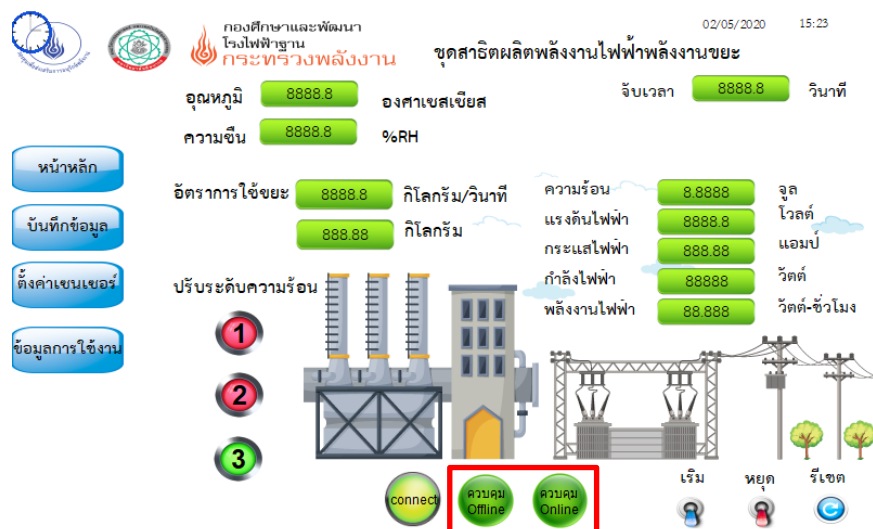 02/05/2020 15:23
กองศึกษาและพัฒนา
โรงไฟฟ้าฐาน
กระทรวงพลังงาน
ชุดสาธิตผลิตพลังงานไฟฟ้าพลังงานขยะ
อุณหภูมิ 8888.8 องศาเซลเซียส
จับเวลา 8888.8 วินาที
ความชืน 8888.8 %RH
หน้าหลัก
บันทึกข้อมูล
ตั้งค่าเซนเซอร์
ข้อมูลการใช้งาน
อัตราการใช้ขยะ 8888.8 กิโลกรัม/วินาที
888.88 กิโลกรัม
ความร้อน 8.8888 จูล
แรงดันไฟฟ้า 8888.8 โวลต์
กระแสไฟฟ้า 888.88 แอมป์
กำลังไฟฟ้า 88888 วัตต์
พลังงานไฟฟ้า 88.888 วัตต์-ชั่วโมง
ปรับระดับความร้อน
1
2
3
connect
ควบคุม
Offline
ควบคุม
Online
เริ่ม หยุด รีเซต